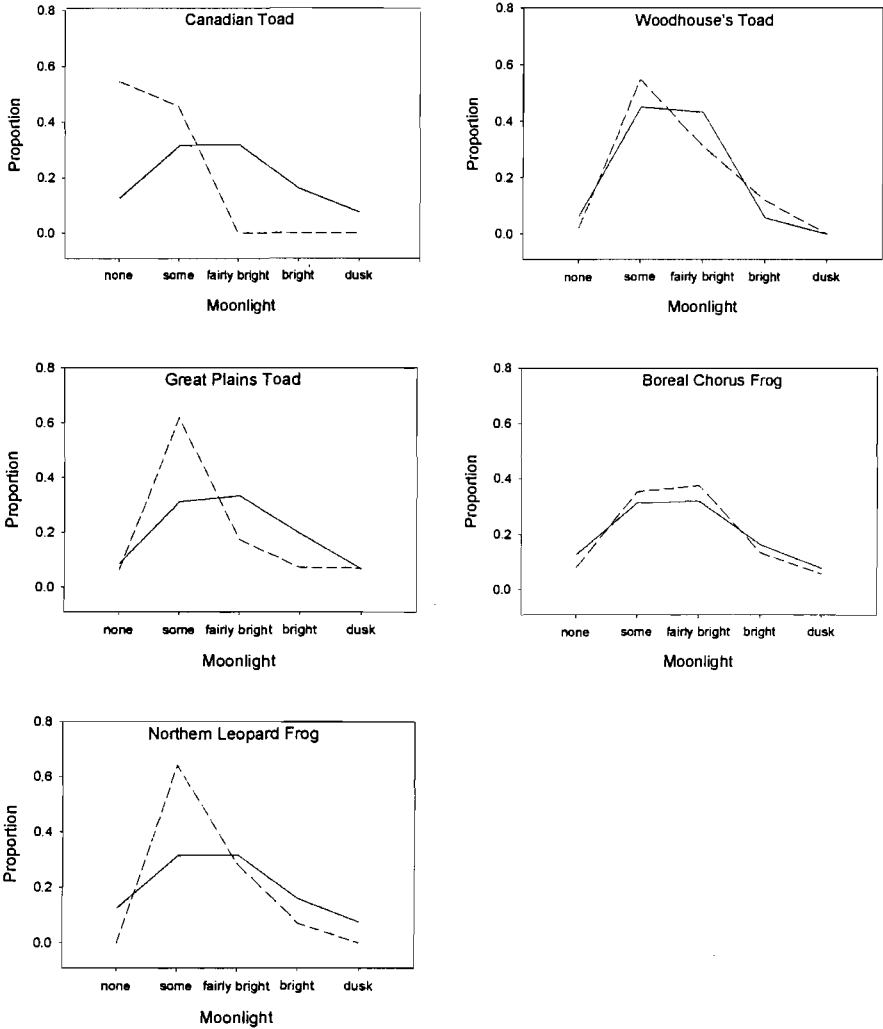 Canadian Toad
Proportion
0.8
0.6
0.4
0.2
0.0
none some fairly bright bright dusk
Moonlight
Woodhouse's Toad
Proportion
0.8
0.6
0.4
0.2
0.0
none some fairly bright bright dusk
Moonlight
Great Plains Toad
Proportion
0.8
0.6
0.4
0.2
0.0
none some fairly bright bright dusk
Moonlight
Boreal Chorus Frog
Proportion
0.8
0.6
0.4
0.2
0.0
none some fairly bright bright dusk
Moonlight
Northern Leopard Frog
Proportion
0.8
0.6
0.4
0.2
0.0
none some fairly bright bright dusk
Moonlight